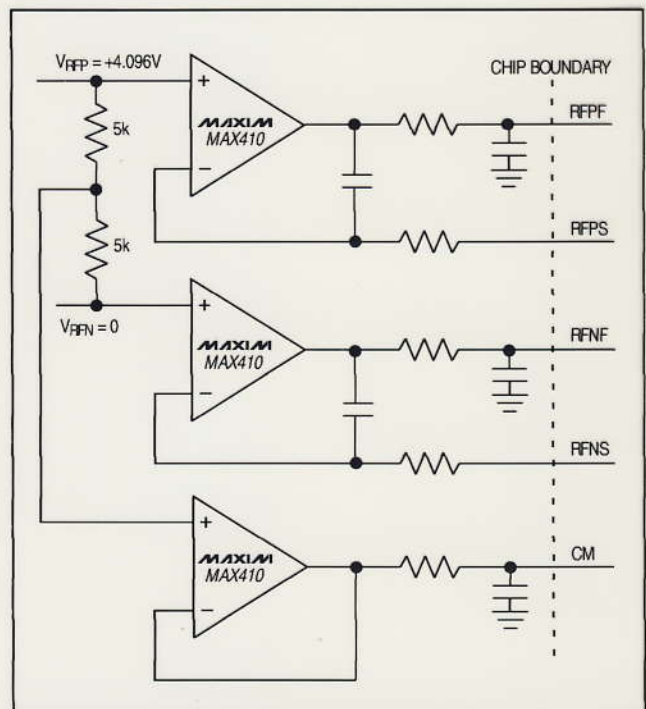 VRFP = +4.096V
CHIP BOUNDARY
+
MAXIM
MAX410
−
RFPF
5k
RFPS
5k
VRFN = 0
+
MAXIM
MAX410
−
RFNF
RFNS
+
MAXIM
MAX410
−
CM